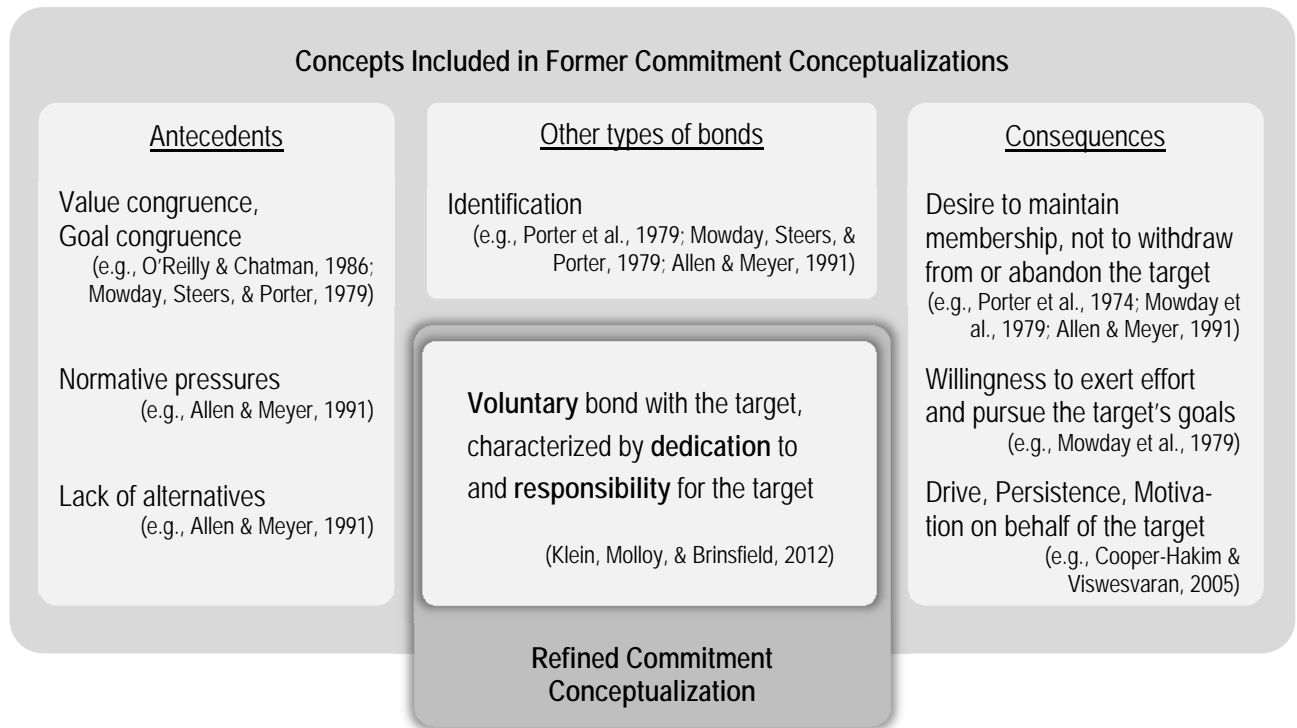 Concepts Included in Former Commitment Conceptualizations
Antecedents
Value congruence,
Goal congruence
(e.g., O'Reilly & Chatman, 1986;
Mowday, Steers, & Porter, 1979)
Normative pressures
(e.g., Allen & Meyer, 1991)
Lack of alternatives
(e.g., Allen & Meyer, 1991)
Other types of bonds
Identification
(e.g., Porter et al., 1979; Mowday, Steers, &
Porter, 1979; Allen & Meyer, 1991)
Voluntary bond with the target,
characterized by dedication to
and responsibility for the target
(Klein, Molloy, & Brinsfield, 2012)
Refined Commitment
Conceptualization
Consequences
Desire to maintain
membership, not to withdraw
from or abandon the target
(e.g., Porter et al., 1974; Mowday et
al., 1979; Allen & Meyer, 1991)
Willingness to exert effort
and pursue the target's goals
(e.g., Mowday et al., 1979)
Drive, Persistence, Motiva-
tion on behalf of the target
(e.g., Cooper-Hakim &
Viswesvaran, 2005)